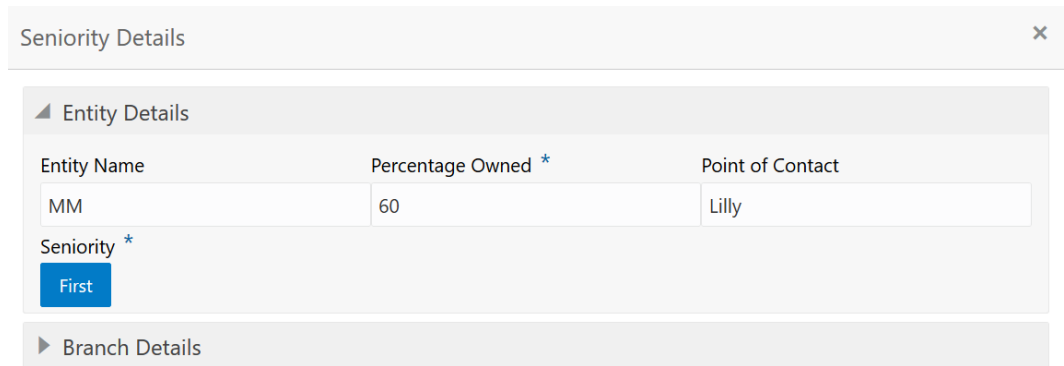 Seniority Details ×
Entity Details
Entity Name Percentage Owned * Point of Contact
MM 60 Lilly
Seniority *
First
Branch Details